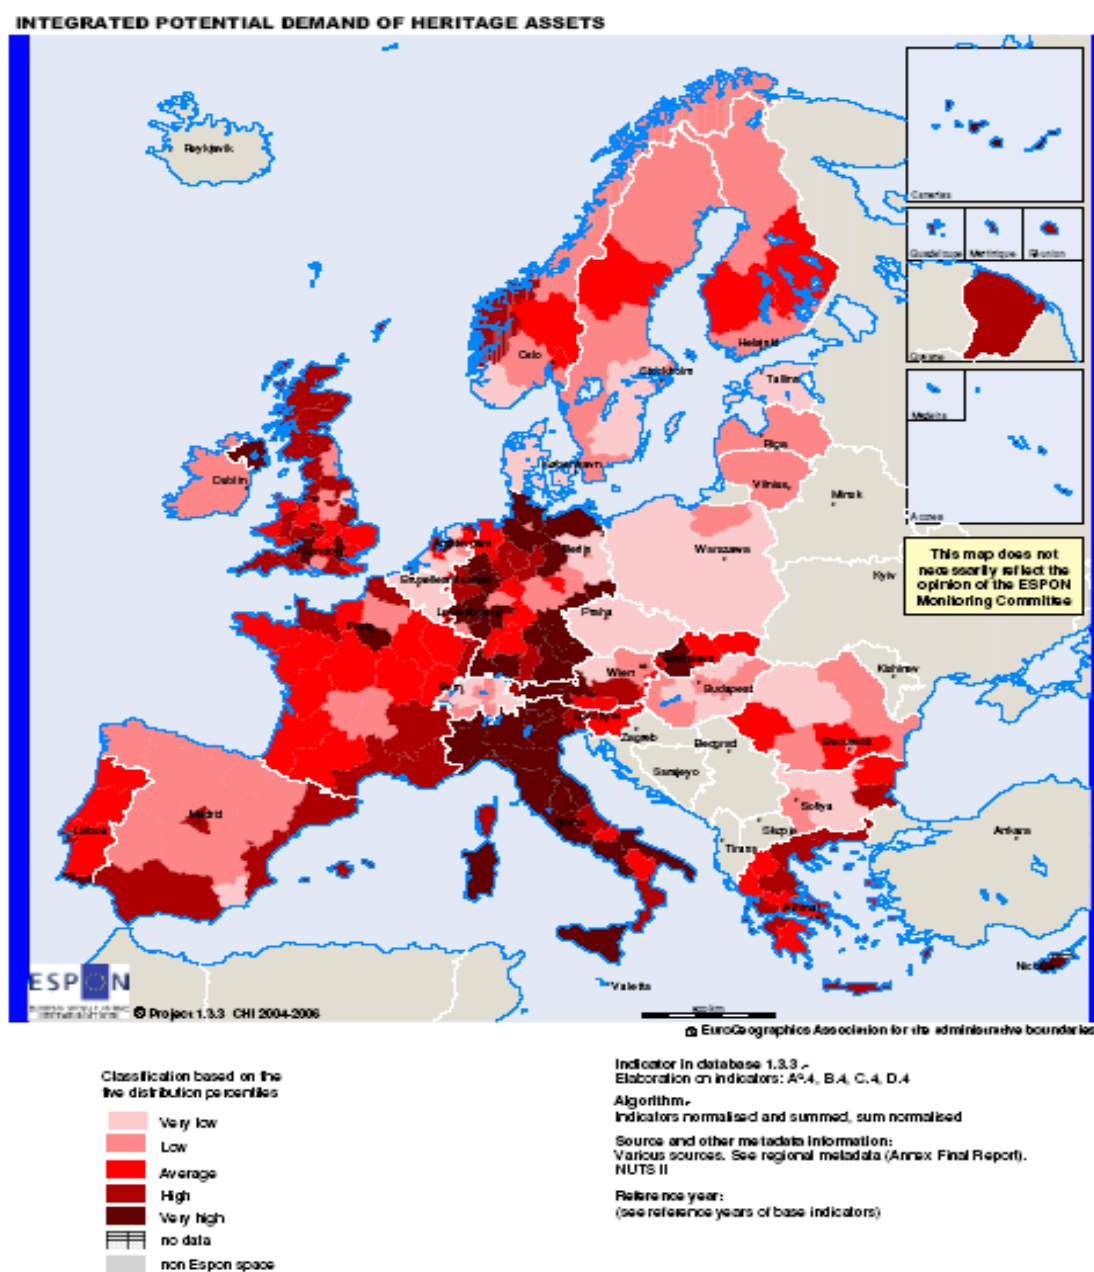 INTEGRATED POTENTIAL DEMAND OF HERITAGE ASSETS
Reykjavik
Canarias
Guadeloupe
Martinique
Réunion
Guyane
Oslo
Helsinki
Stockholm
Tallinn
Madeira
Riga
København
Dublin
Vilnius
Minsk
Acores
London
Amsterdam
Berlin
Warszawa
This map does not
necessarily reflect the
opinion of the ESPON
Monitoring Committee
Kyiv
Praha
Paris
Wien
Bratislava
Kishinev
Bern
Budapest
Ljubljana
Zagreb
Bucuresti
Beograd
Sarajevo
Madrid
Sofiya
Lisboa
Roma
Skopje
Tirana
Ankara
Athinai
Valetta
ESPON
© Project 1.3.3 CHI 2004-2006
© EuroGeographics Association for the administrative boundaries
Classification based on the
five distribution percentiles
Very low
Low
Average
High
Very high
no data
non Espon space
Indicator in database 1.3.3.-
Elaboration on indicators: Aª.4, B.4, C.4, D.4
Algorithm.-
Indicators normalised and summed, sum normalised
Source and other metadata information:
Various sources. See regional metadata (Annex Final Report).
NUTS II
Reference year:
(see reference years of base indicators)